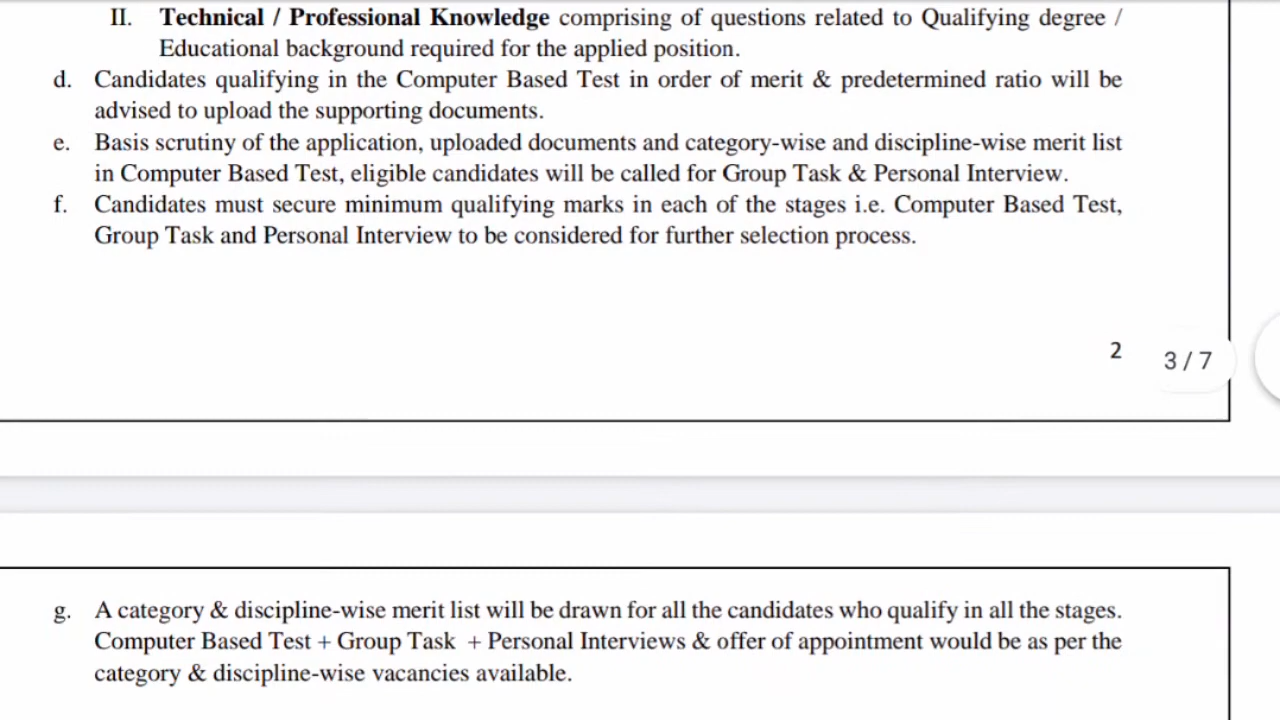 II. Technical / Professional Knowledge comprising of questions related to Qualifying degree /
Educational background required for the applied position.
d. Candidates qualifying in the Computer Based Test in order of merit & predetermined ratio will be
advised to upload the supporting documents.
e. Basis scrutiny of the application, uploaded documents and category-wise and discipline-wise merit list
in Computer Based Test, eligible candidates will be called for Group Task & Personal Interview.
f. Candidates must secure minimum qualifying marks in each of the stages i.e. Computer Based Test,
Group Task and Personal Interview to be considered for further selection process.
2
3 / 7
g. A category & discipline-wise merit list will be drawn for all the candidates who qualify in all the stages.
Computer Based Test + Group Task + Personal Interviews & offer of appointment would be as per the
category & discipline-wise vacancies available.